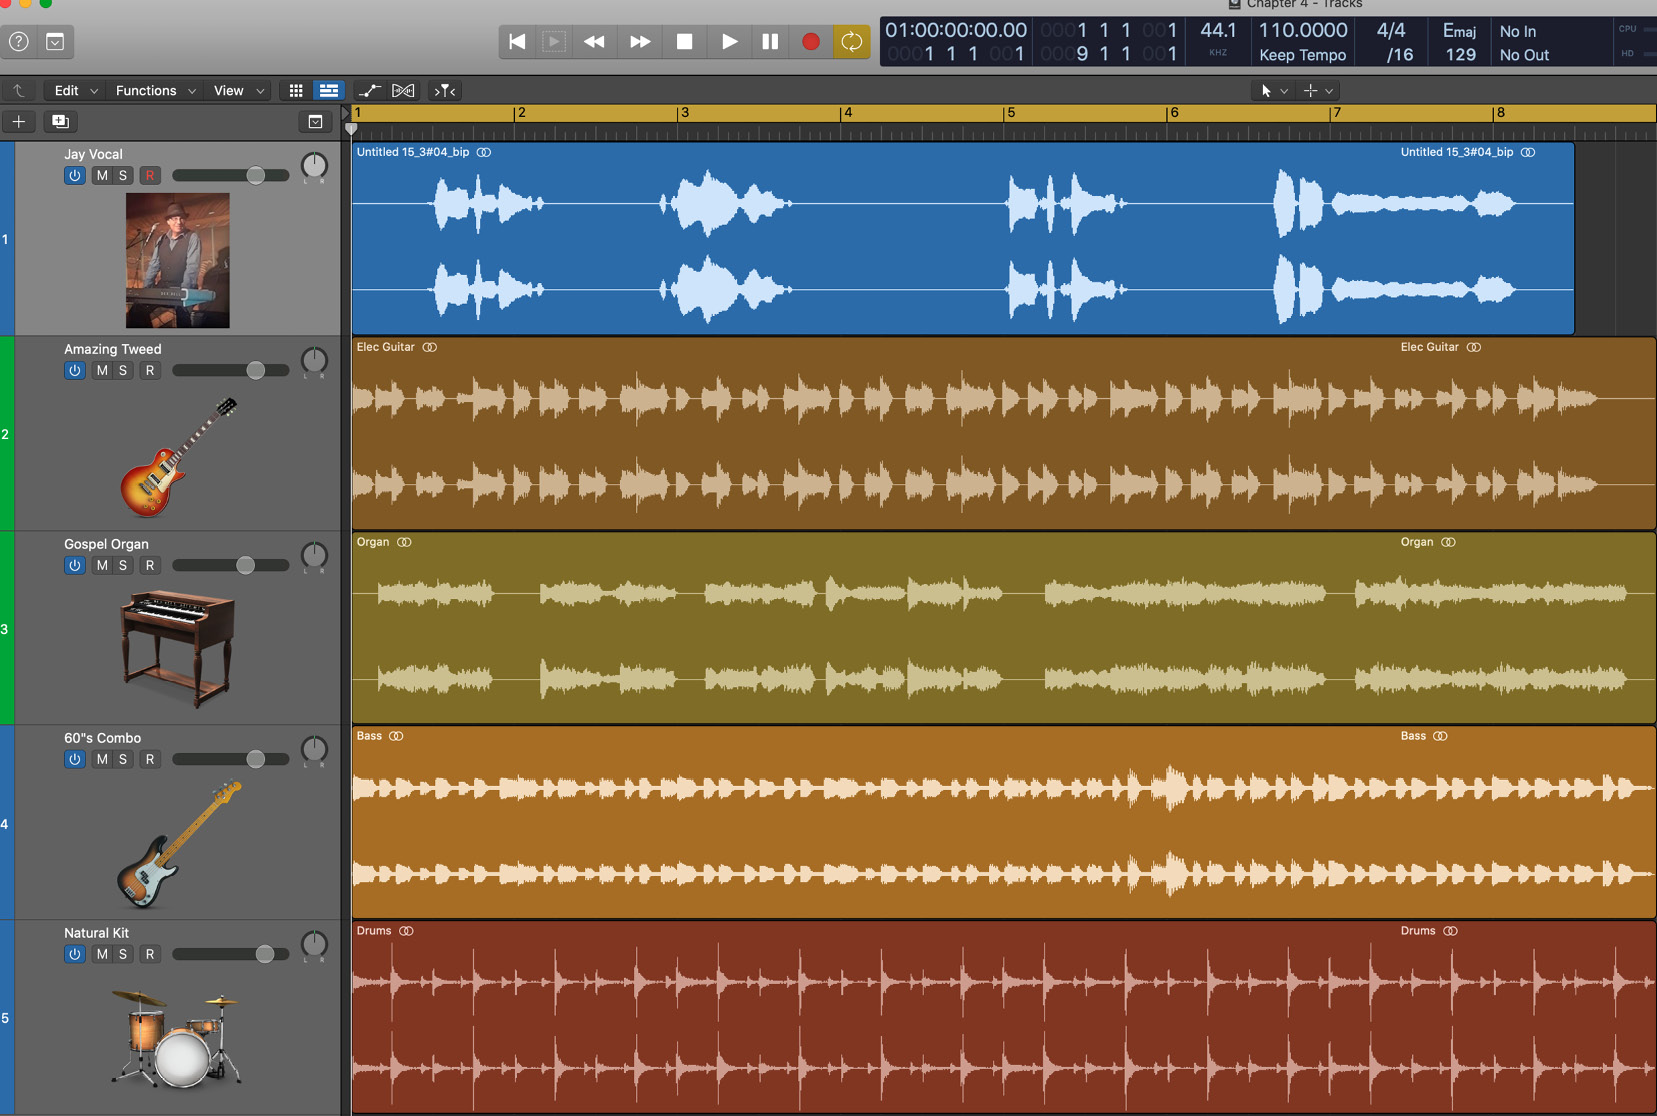 Chapter 4 - Tracks
01:00:00:00.00
0001 1 1 001
44.1
110.0000
4/4
Emaj
No In
CPU
0001 1 1 001
0009 1 1 001
KHZ
Keep Tempo
/16
129
No Out
HD
Edit
Functions
View
1 2 3 4 5 6 7 8
Jay Vocal
M S R
L R
1
Untitled 15_3#04_bip
Untitled 15_3#04_bip
Amazing Tweed
M S R
L R
2
Elec Guitar
Elec Guitar
Gospel Organ
M S R
L R
3
Organ
Organ
60"s Combo
M S R
L R
4
Bass
Bass
Natural Kit
M S R
L R
5
Drums
Drums